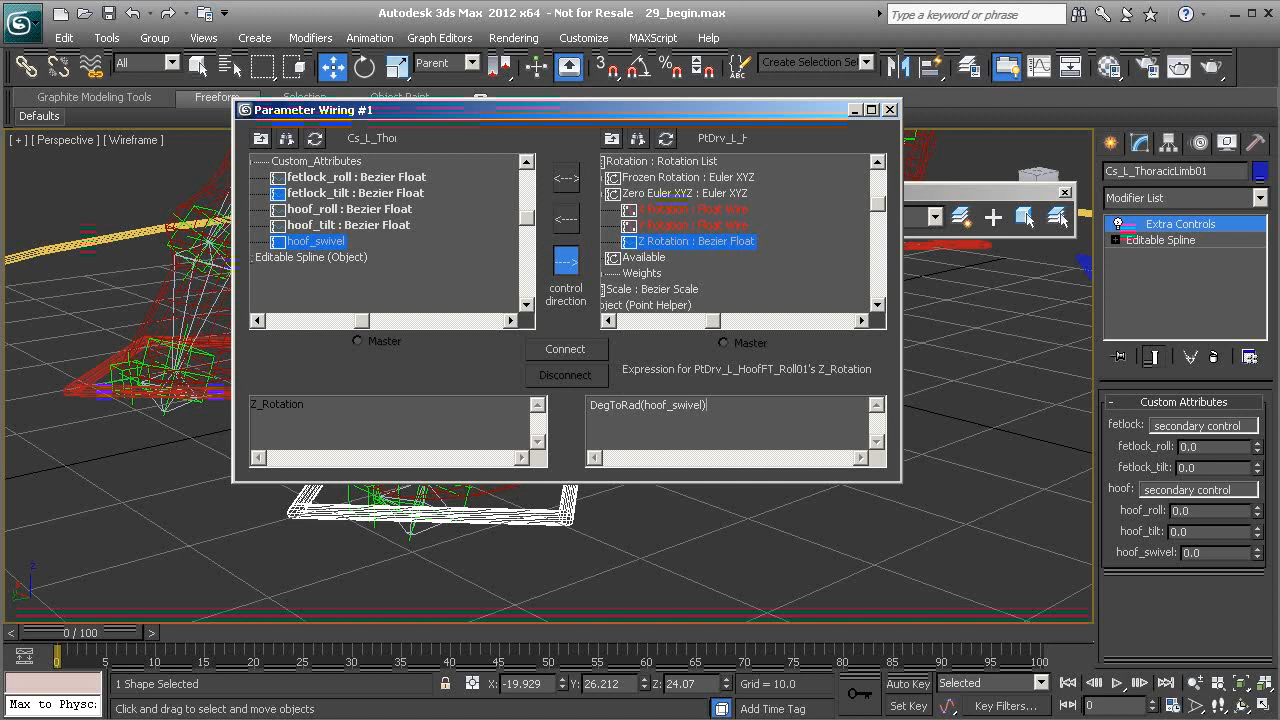 Autodesk 3ds Max 2012 x64 - Not for Resale 29_begin.max
Type a keyword or phrase
Edit Tools Group Views Create Modifiers Animation Graph Editors Rendering Customize MAXScript Help
All Parent 3 Create Selection Se
Graphite Modeling Tools Freeform Selection Object Paint
Defaults
[ + ] [ Perspective ] [ Wireframe ]
Parameter Wiring #1
Cs_L_Thoi PtDrv_L_H
Custom_Attributes
fetlock_roll : Bezier Float
fetlock_tilt : Bezier Float
hoof_roll : Bezier Float
hoof_tilt : Bezier Float
hoof_swivel
Editable Spline (Object)
<--->
<----
---->
control
direction
Rotation : Rotation List
Frozen Rotation : Euler XYZ
Zero Euler XYZ : Euler XYZ
X Rotation : Float Wire
Y Rotation : Float Wire
Z Rotation : Bezier Float
Available
Weights
Scale : Bezier Scale
oject (Point Helper)
Master Master
Connect
Disconnect
Expression for PtDrv_L_HoofFT_Roll01's Z_Rotation
Z_Rotation
DegToRad(hoof_swivel)
Cs_L_ThoracicLimb01
Modifier List
Extra Controls
Editable Spline
- Custom Attributes
fetlock: secondary control
fetlock_roll: 0.0
fetlock_tilt: 0.0
hoof: secondary control
hoof_roll: 0.0
hoof_tilt: 0.0
hoof_swivel: 0.0
z
< 0 / 100 >
0 5 10 15 20 25 30 35 40 45 50 55 60 65 70 75 80 85 90 95 100
1 Shape Selected X: -19.929 Y: 26.212 Z: 24.07 Grid = 10.0 Auto Key Selected
Max to Physc: Click and drag to select and move objects Add Time Tag Set Key Key Filters... 0